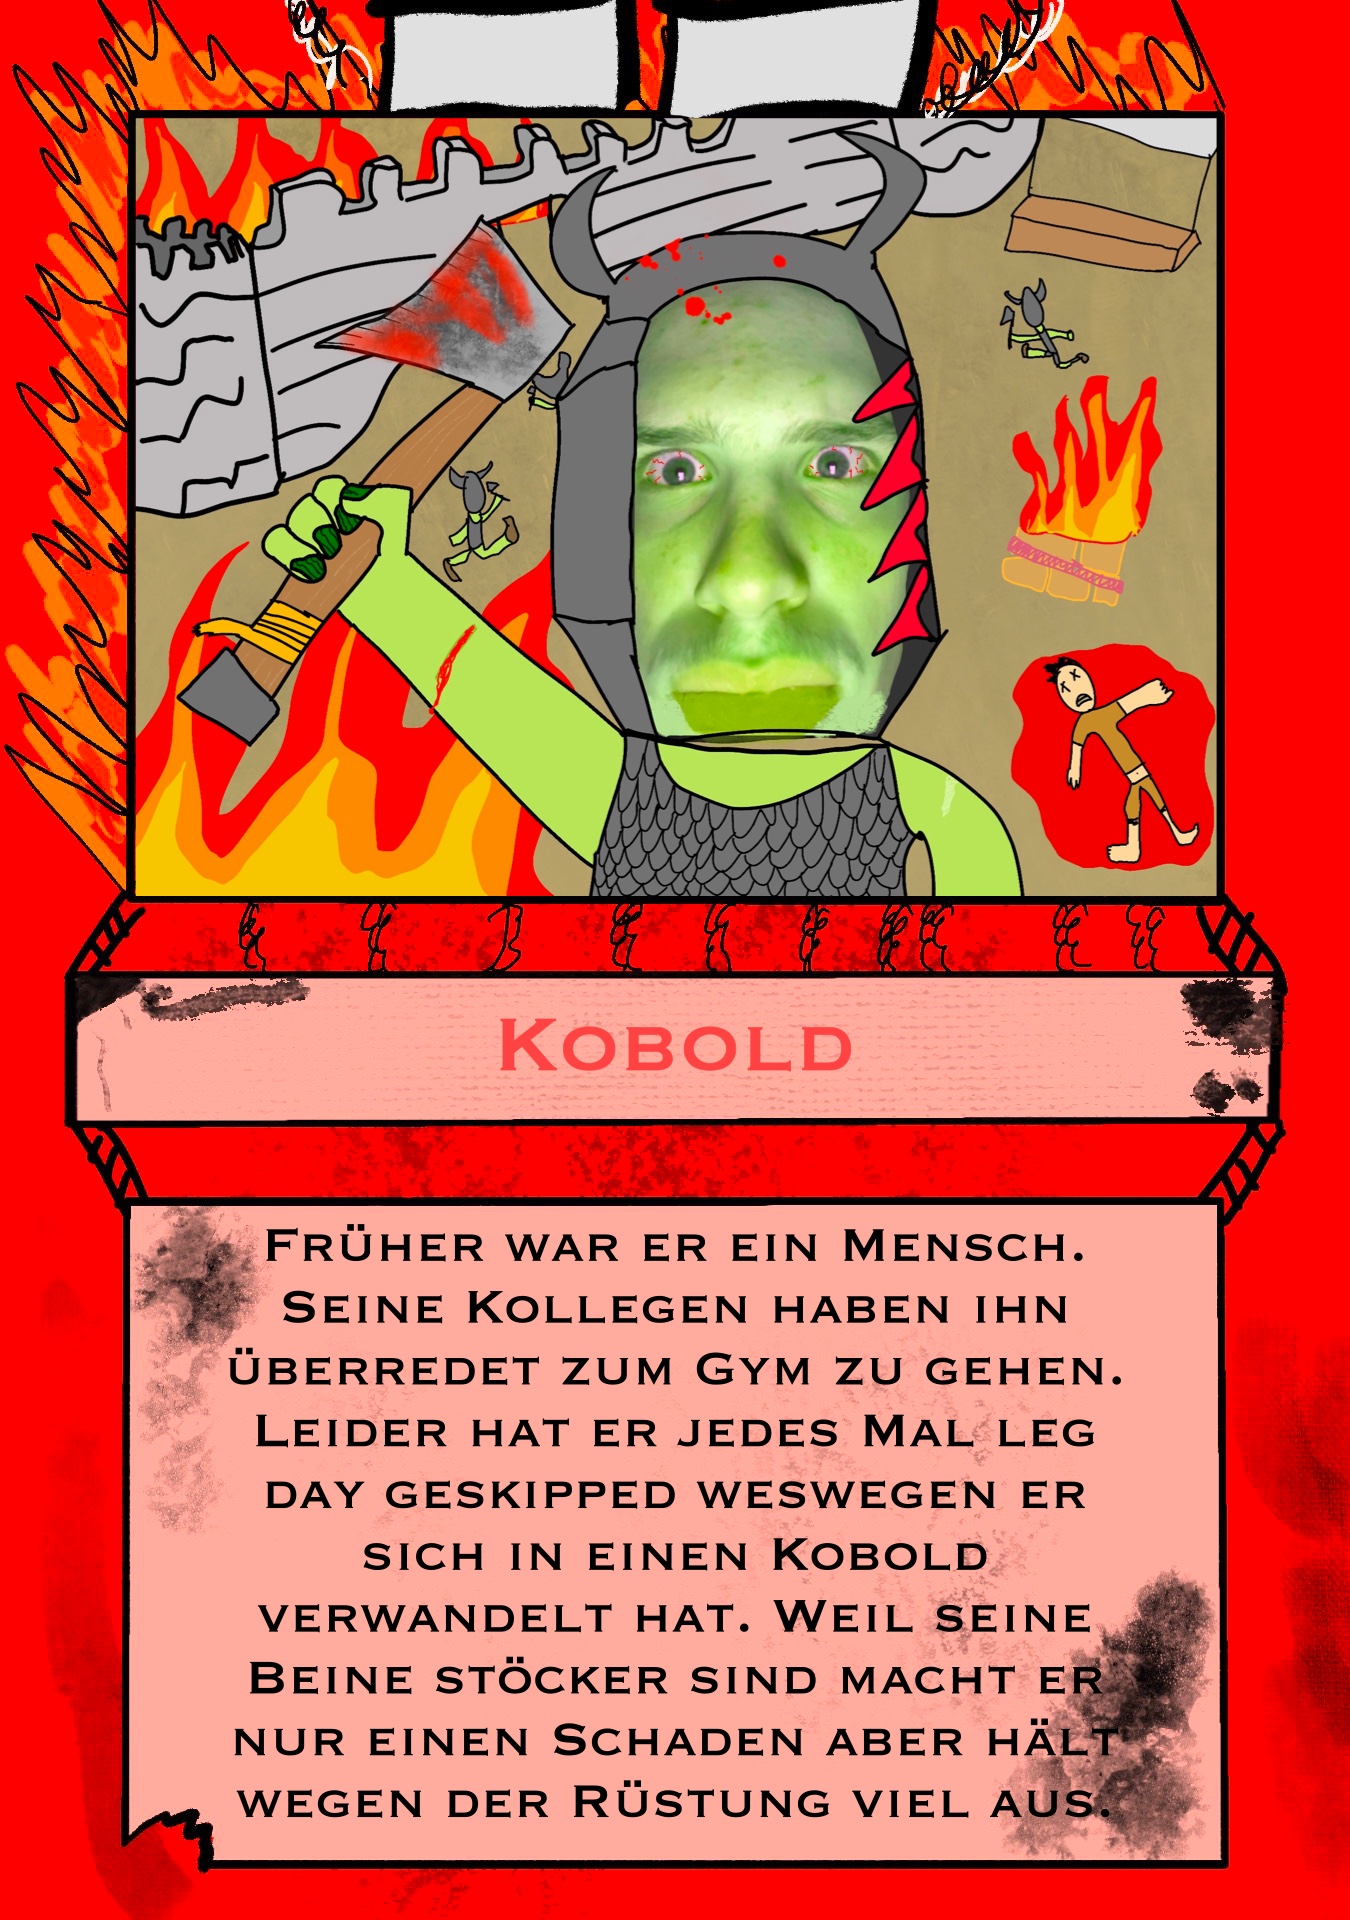 Kobold
Früher war er ein Mensch.
Seine Kollegen haben ihn
überredet zum Gym zu gehen.
Leider hat er jedes Mal leg
day geskipped weswegen er
sich in einen Kobold
verwandelt hat. Weil seine
Beine stöcker sind macht er
nur einen Schaden aber hält
wegen der Rüstung viel aus.